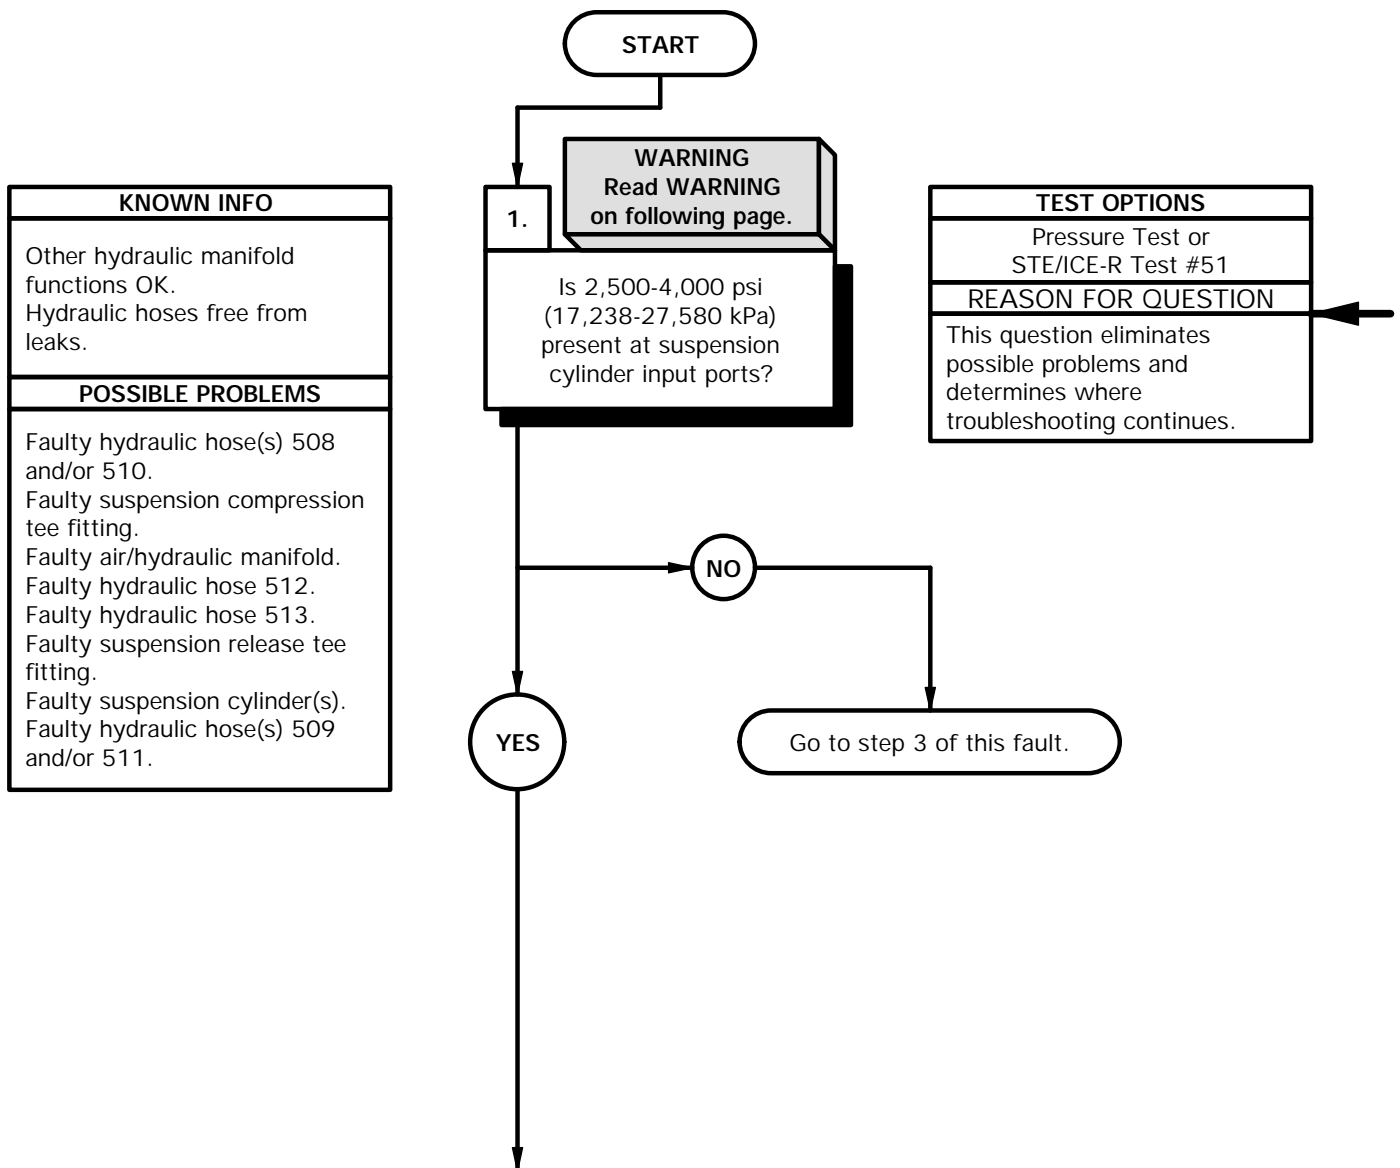 START
WARNING
Read WARNING
on following page.
1.
Is 2,500-4,000 psi
(17,238-27,580 kPa)
present at suspension
cylinder input ports?
KNOWN INFO
Other hydraulic manifold
functions OK.
Hydraulic hoses free from
leaks.
POSSIBLE PROBLEMS
Faulty hydraulic hose(s) 508
and/or 510.
Faulty suspension compression
tee fitting.
Faulty air/hydraulic manifold.
Faulty hydraulic hose 512.
Faulty hydraulic hose 513.
Faulty suspension release tee
fitting.
Faulty suspension cylinder(s).
Faulty hydraulic hose(s) 509
and/or 511.
TEST OPTIONS
Pressure Test or
STE/ICE-R Test #51
REASON FOR QUESTION
This question eliminates
possible problems and
determines where
troubleshooting continues.
NO
YES
Go to step 3 of this fault.